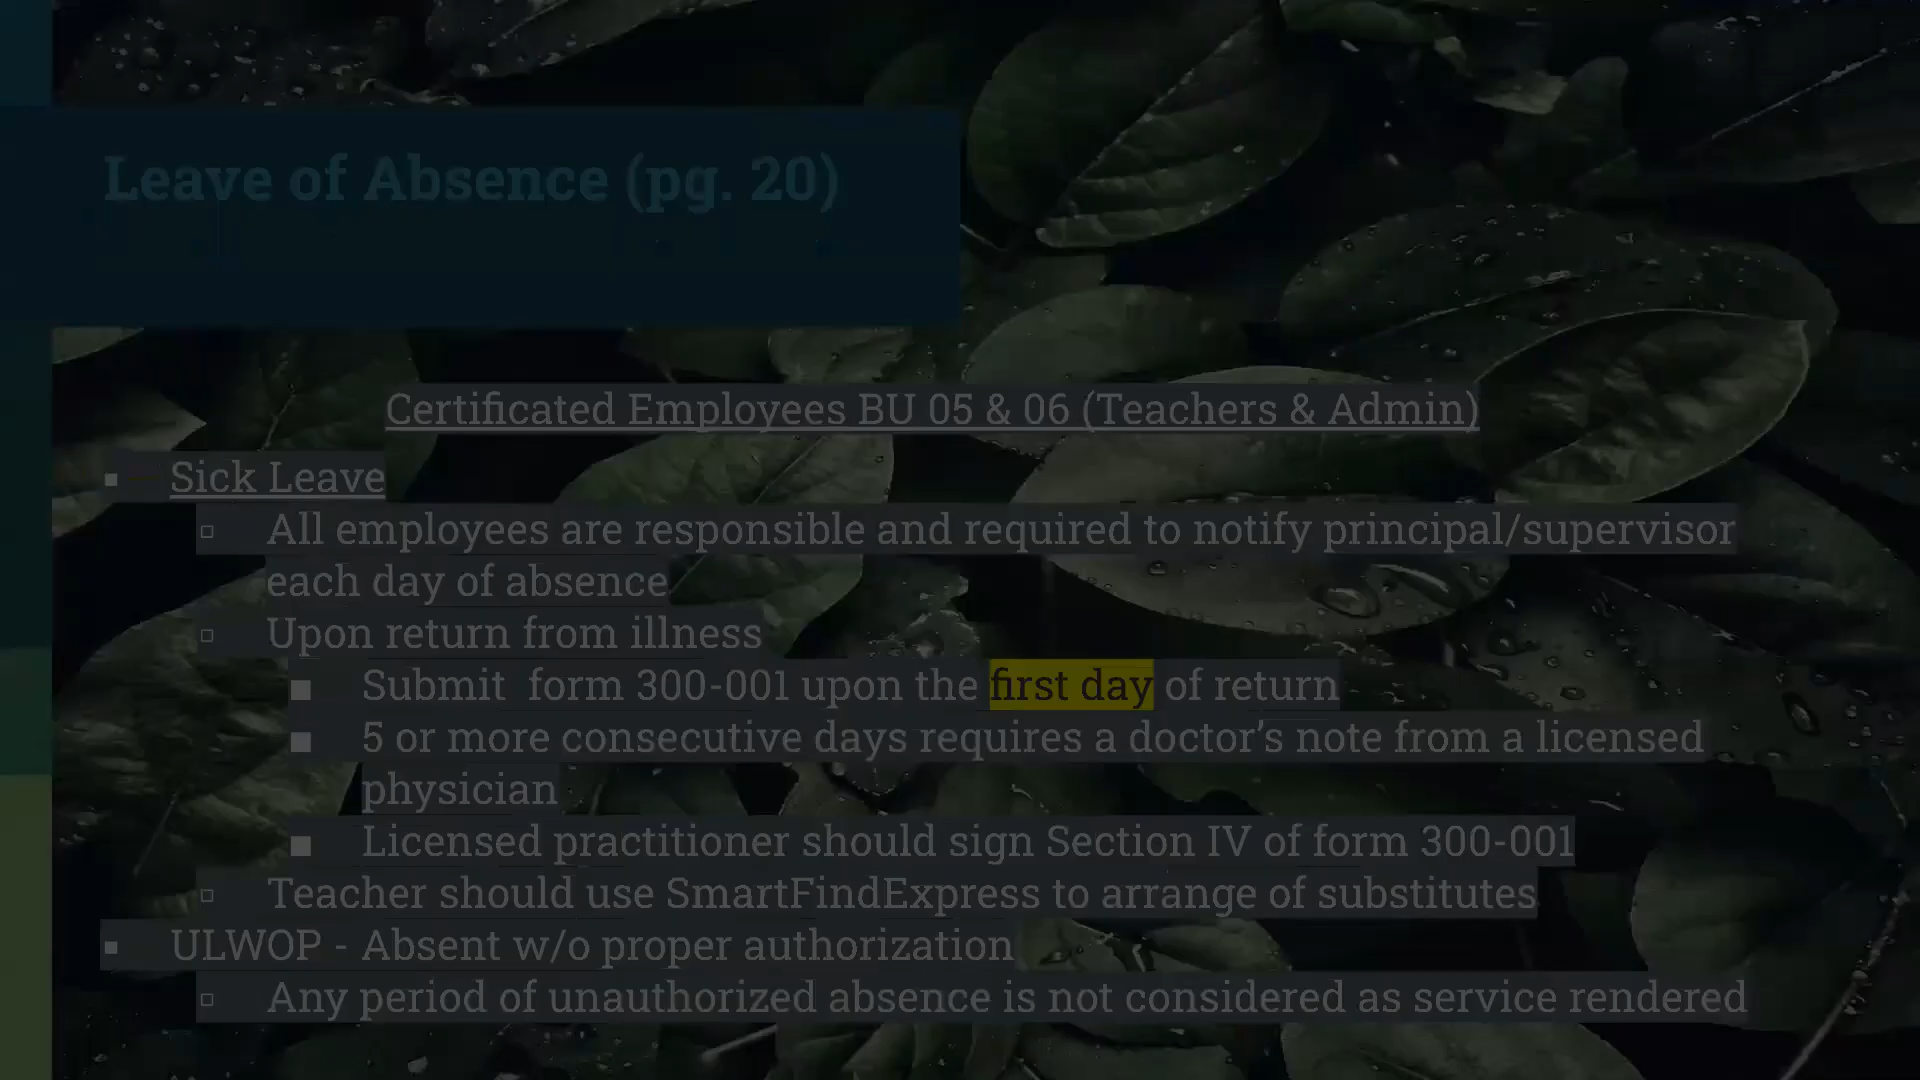 Leave of Absence (pg. 20)
Certificated Employees BU 05 & 06 (Teachers & Admin)
▪ Sick Leave
▫ All employees are responsible and required to notify principal/supervisor
each day of absence
▫ Upon return from illness
■ Submit  form 300-001 upon the first day of return
■ 5 or more consecutive days requires a doctor’s note from a licensed
physician
■ Licensed practitioner should sign Section IV of form 300-001
▫ Teacher should use SmartFindExpress to arrange of substitutes
▪ ULWOP - Absent w/o proper authorization
▫ Any period of unauthorized absence is not considered as service rendered